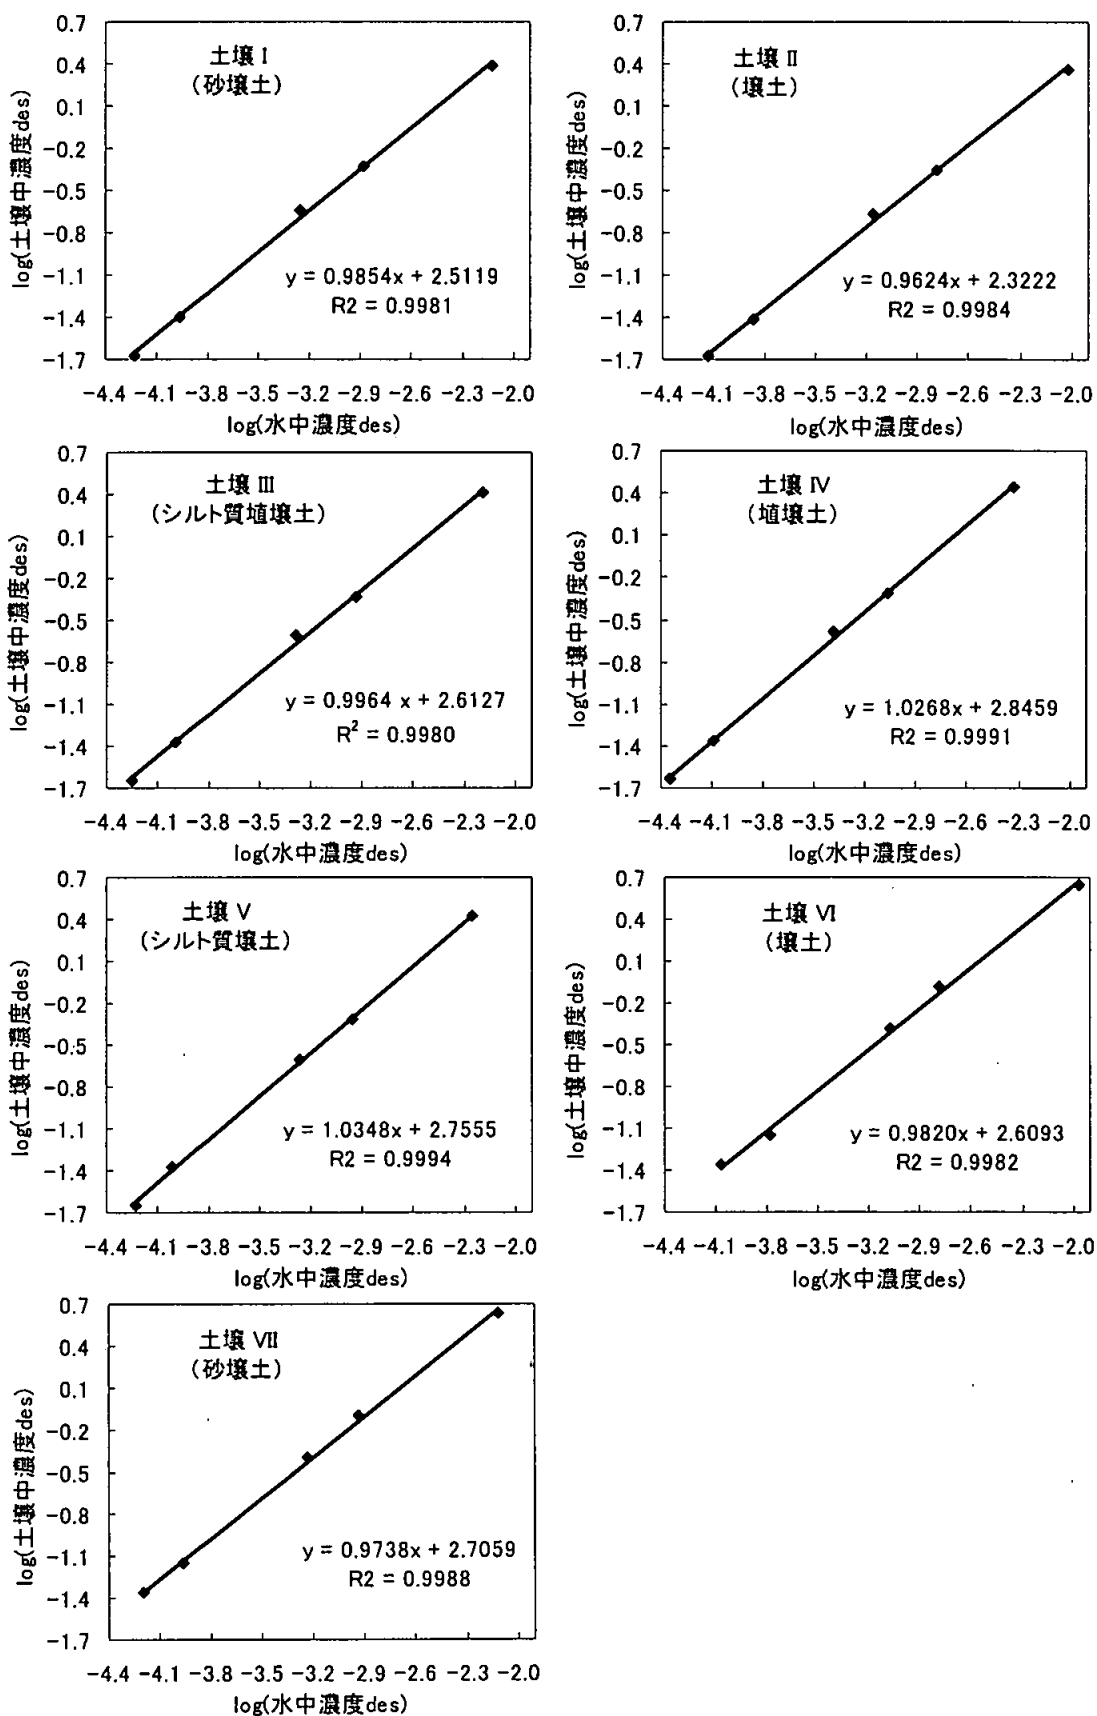 土壌 I
(砂壌土)
0.7
0.4
0.1
-0.2
-0.5
-0.8
-1.1
-1.4
-1.7
log(土壌中濃度des)
y = 0.9854x + 2.5119
R2 = 0.9981
-4.4 -4.1 -3.8 -3.5 -3.2 -2.9 -2.6 -2.3 -2.0
log(水中濃度des)
土壌 II
(壌土)
0.7
0.4
0.1
-0.2
-0.5
-0.8
-1.1
-1.4
-1.7
log(土壌中濃度des)
y = 0.9624x + 2.3222
R2 = 0.9984
-4.4 -4.1 -3.8 -3.5 -3.2 -2.9 -2.6 -2.3 -2.0
log(水中濃度des)
土壌 III
(シルト質埴壌土)
0.7
0.4
0.1
-0.2
-0.5
-0.8
-1.1
-1.4
-1.7
log(土壌中濃度des)
y = 0.9964 x + 2.6127
R² = 0.9980
-4.4 -4.1 -3.8 -3.5 -3.2 -2.9 -2.6 -2.3 -2.0
log(水中濃度des)
土壌 IV
(埴壌土)
0.7
0.4
0.1
-0.2
-0.5
-0.8
-1.1
-1.4
-1.7
log(土壌中濃度des)
y = 1.0268x + 2.8459
R2 = 0.9991
-4.4 -4.1 -3.8 -3.5 -3.2 -2.9 -2.6 -2.3 -2.0
log(水中濃度des)
土壌 V
(シルト質壌土)
0.7
0.4
0.1
-0.2
-0.5
-0.8
-1.1
-1.4
-1.7
log(土壌中濃度des)
y = 1.0348x + 2.7555
R2 = 0.9994
-4.4 -4.1 -3.8 -3.5 -3.2 -2.9 -2.6 -2.3 -2.0
log(水中濃度des)
土壌 VI
(壌土)
0.7
0.4
0.1
-0.2
-0.5
-0.8
-1.1
-1.4
-1.7
log(土壌中濃度des)
y = 0.9820x + 2.6093
R2 = 0.9982
-4.4 -4.1 -3.8 -3.5 -3.2 -2.9 -2.6 -2.3 -2.0
log(水中濃度des)
土壌 VII
(砂壌土)
0.7
0.4
0.1
-0.2
-0.5
-0.8
-1.1
-1.4
-1.7
log(土壌中濃度des)
y = 0.9738x + 2.7059
R2 = 0.9988
-4.4 -4.1 -3.8 -3.5 -3.2 -2.9 -2.6 -2.3 -2.0
log(水中濃度des)